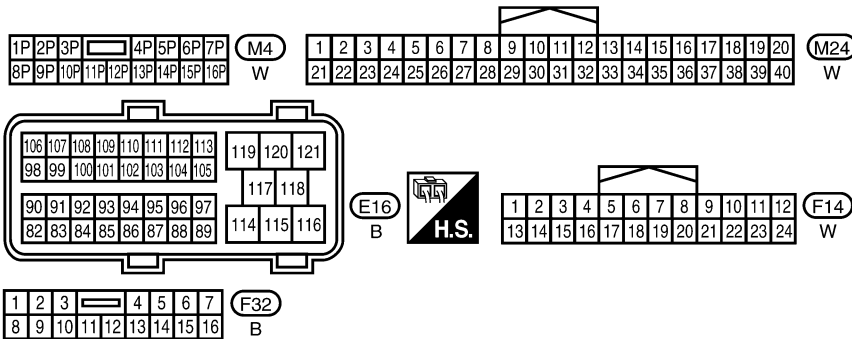 1P 2P 3P 4P 5P 6P 7P
8P 9P 10P 11P 12P 13P 14P 15P 16P
M4
W
1 2 3 4 5 6 7 8 9 10 11 12 13 14 15 16 17 18 19 20
21 22 23 24 25 26 27 28 29 30 31 32 33 34 35 36 37 38 39 40
M24
W
106 107 108 109 110 111 112 113
98 99 100 101 102 103 104 105
90 91 92 93 94 95 96 97
82 83 84 85 86 87 88 89
119 120 121
117 118
114 115 116
E16
B
H.S.
1 2 3 4 5 6 7 8 9 10 11 12
13 14 15 16 17 18 19 20 21 22 23 24
F14
W
1 2 3 4 5 6 7
8 9 10 11 12 13 14 15 16
F32
B